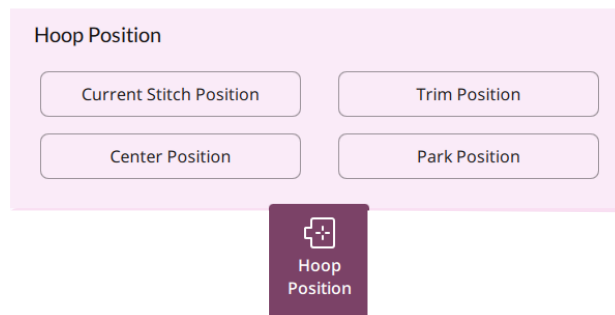 Hoop Position
Current Stitch Position
Trim Position
Center Position
Park Position
Hoop
Position